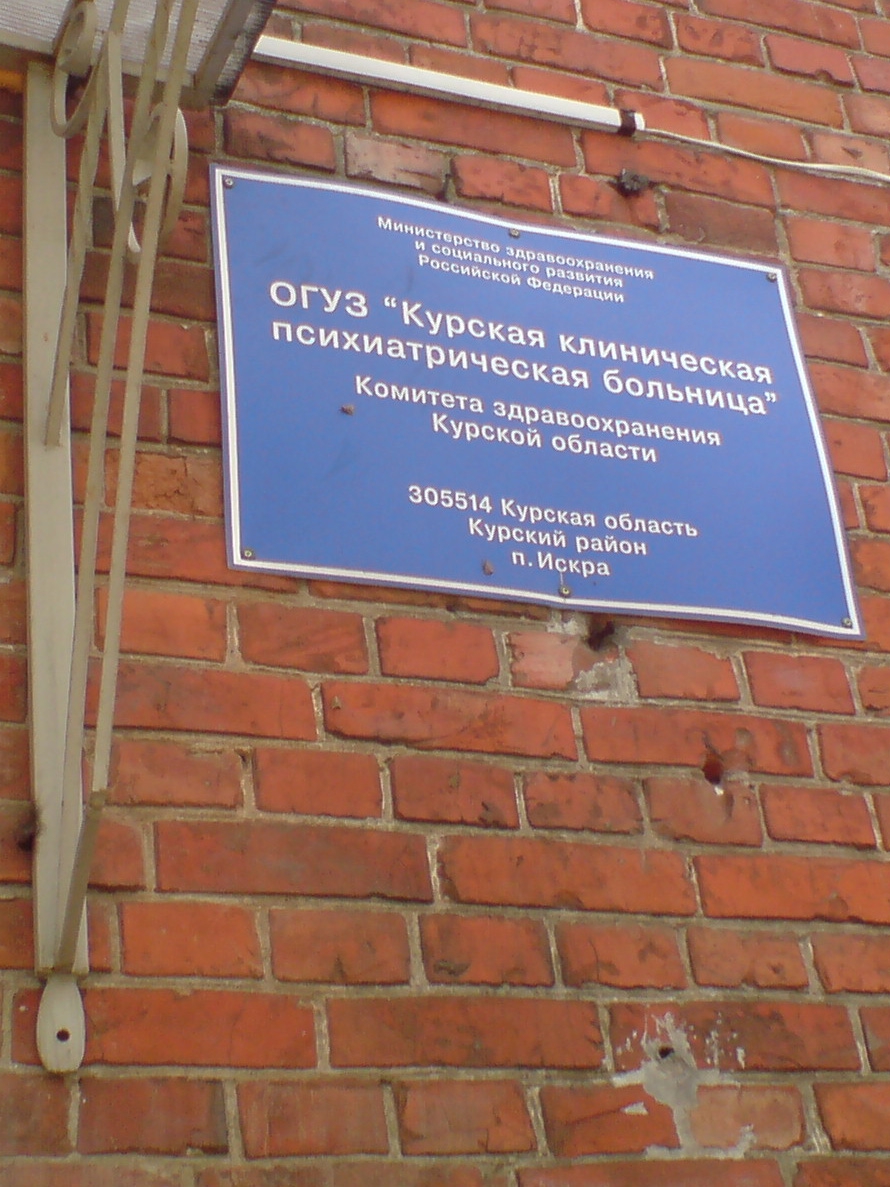 Министерство здравоохранения
и социального развития
Российской Федерации
ОГУЗ “Курская клиническая
психиатрическая больница”
Комитета здравоохранения
Курской области
305514 Курская область
Курский район
п.Искра